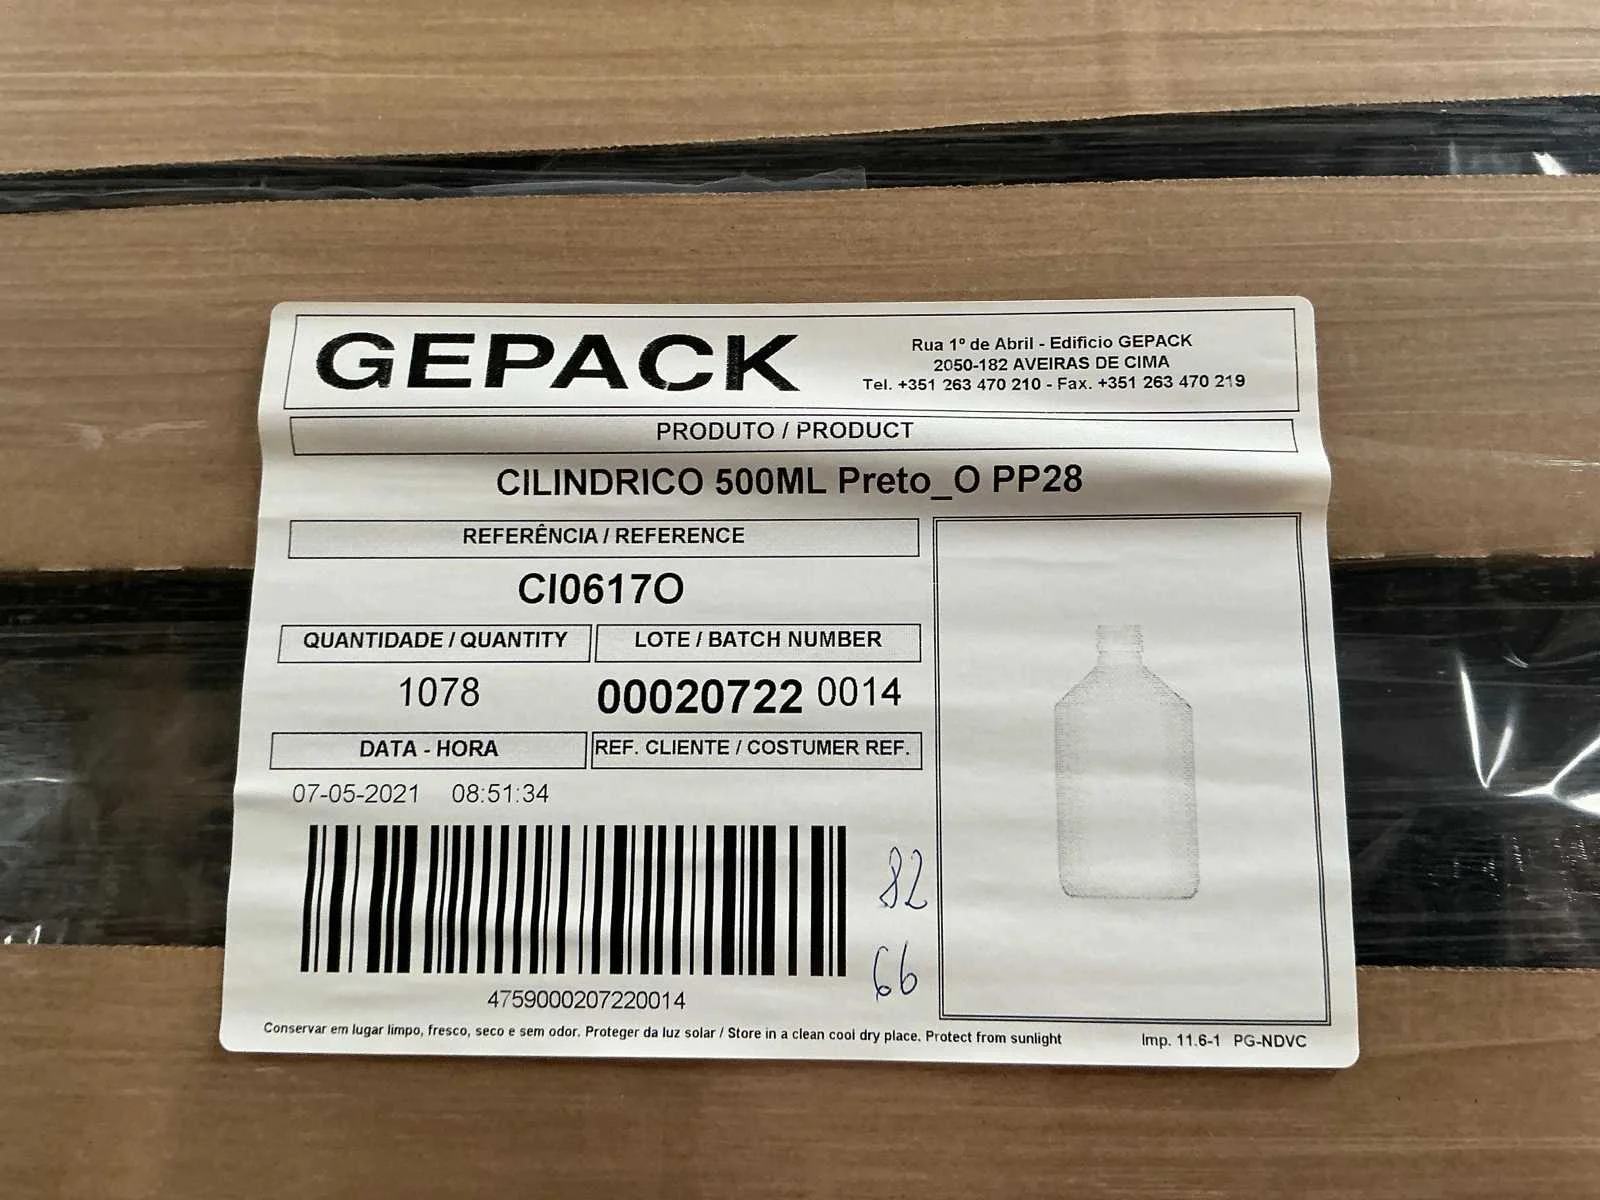 GEPACK
Rua 1º de Abril - Edificio GEPACK
2050-182 AVEIRAS DE CIMA
Tel. +351 263 470 210 - Fax. +351 263 470 219
PRODUTO / PRODUCT
CILINDRICO 500ML Preto_O PP28
REFERÊNCIA / REFERENCE
CI0617O
QUANTIDADE / QUANTITY
LOTE / BATCH NUMBER
1078
00020722 0014
DATA - HORA
REF. CLIENTE / COSTUMER REF.
07-05-2021 08:51:34
82
66
4759000207220014
Conservar em lugar limpo, fresco, seco e sem odor. Proteger da luz solar / Store in a clean cool dry place. Protect from sunlight
Imp. 11.6-1 PG-NDVC